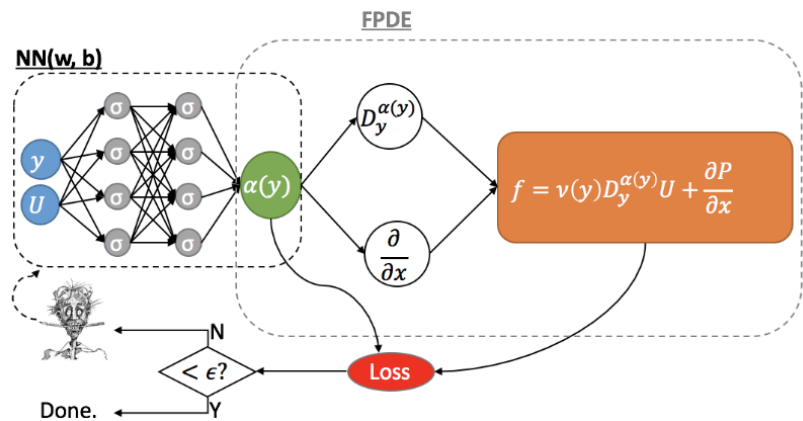 FPDE
NN(w, b)
y
U
σ
σ
σ
σ
σ
σ
σ
σ
α(y)
D_y^{α(y)}
∂/∂x
f = ν(y)D_y^{α(y)}U + ∂P/∂x
Loss
< ϵ?
N
Y
Done.